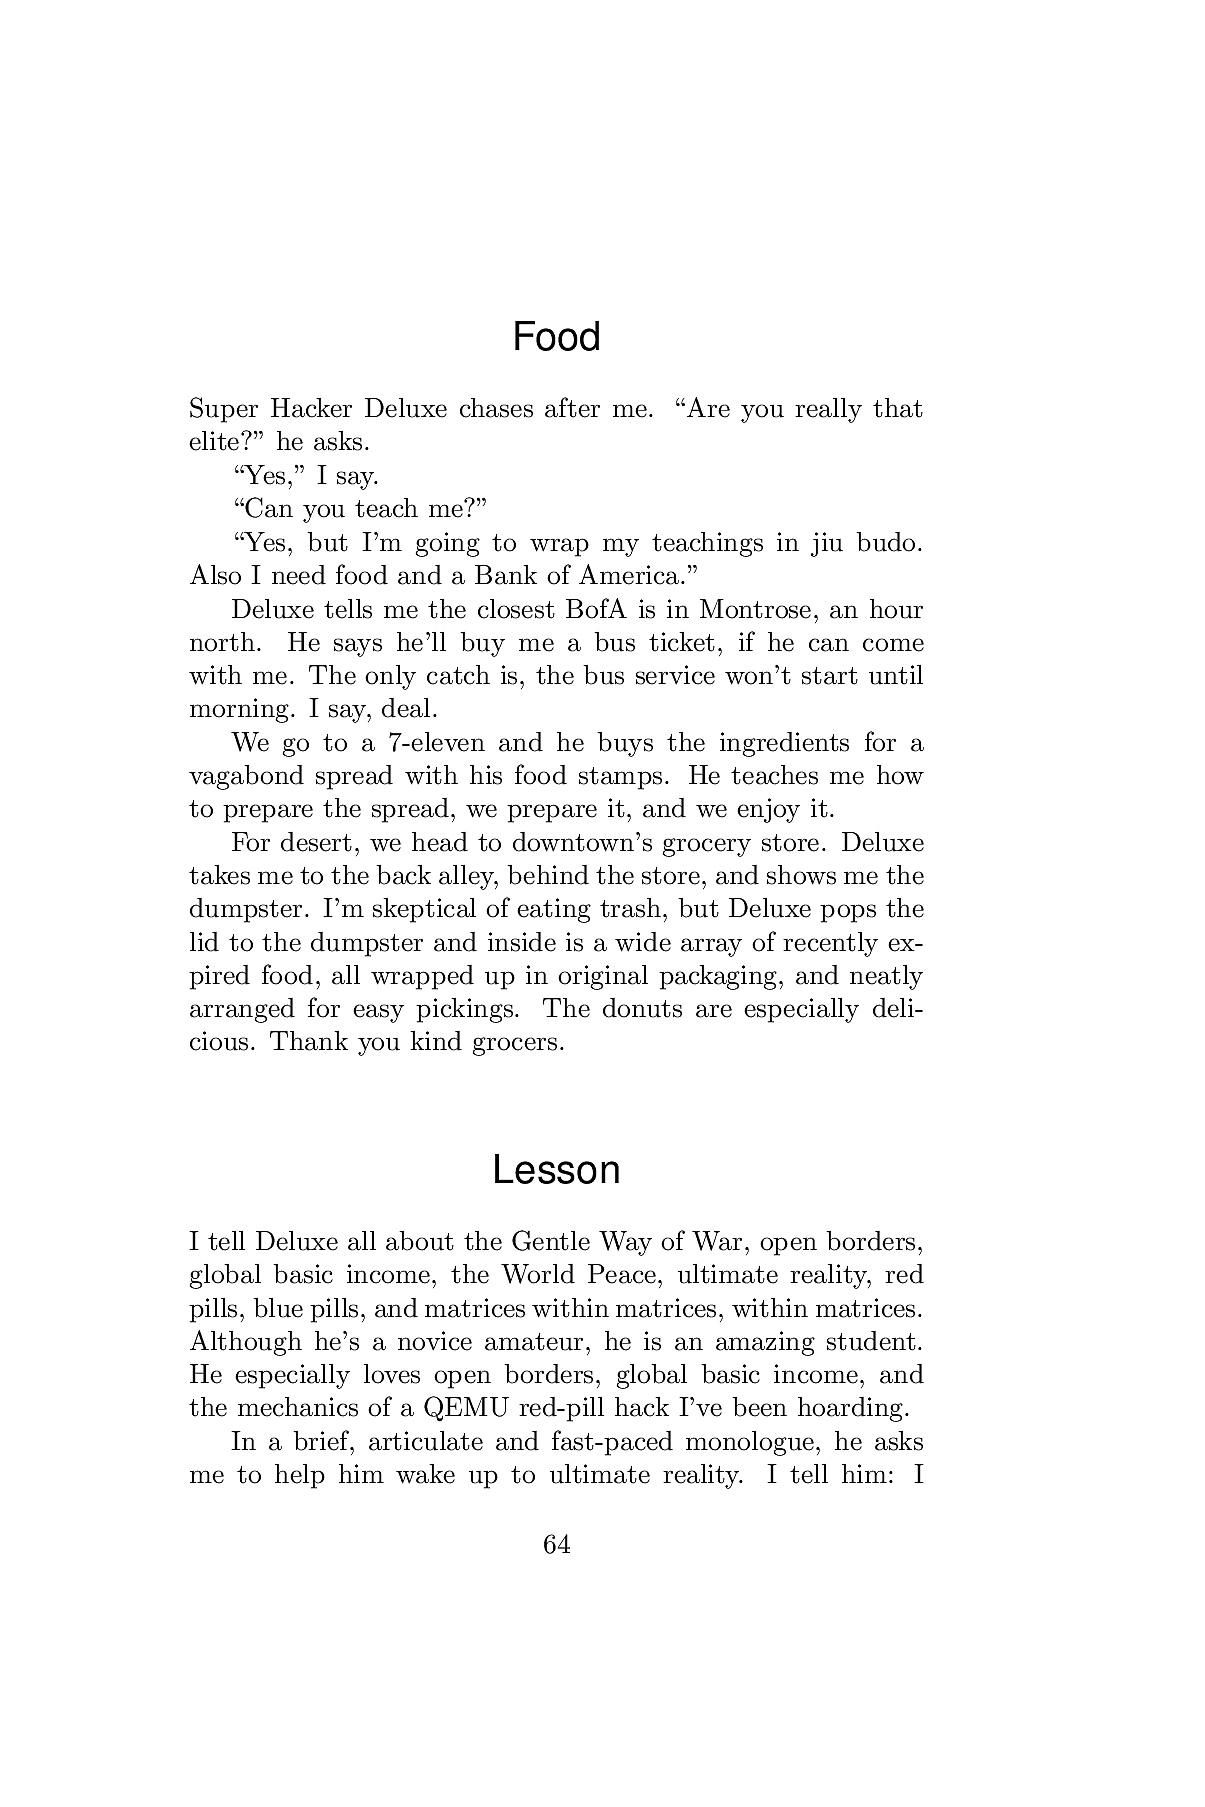 Food
Super Hacker Deluxe chases after me. “Are you really that
elite?” he asks.
“Yes,” I say.
“Can you teach me?”
“Yes, but I’m going to wrap my teachings in jiu budo.
Also I need food and a Bank of America.”
Deluxe tells me the closest BofA is in Montrose, an hour
north. He says he’ll buy me a bus ticket, if he can come
with me. The only catch is, the bus service won’t start until
morning. I say, deal.
We go to a 7-eleven and he buys the ingredients for a
vagabond spread with his food stamps. He teaches me how
to prepare the spread, we prepare it, and we enjoy it.
For desert, we head to downtown’s grocery store. Deluxe
takes me to the back alley, behind the store, and shows me the
dumpster. I’m skeptical of eating trash, but Deluxe pops the
lid to the dumpster and inside is a wide array of recently ex-
pired food, all wrapped up in original packaging, and neatly
arranged for easy pickings. The donuts are especially deli-
cious. Thank you kind grocers.
Lesson
I tell Deluxe all about the Gentle Way of War, open borders,
global basic income, the World Peace, ultimate reality, red
pills, blue pills, and matrices within matrices, within matrices.
Although he’s a novice amateur, he is an amazing student.
He especially loves open borders, global basic income, and
the mechanics of a QEMU red-pill hack I’ve been hoarding.
In a brief, articulate and fast-paced monologue, he asks
me to help him wake up to ultimate reality. I tell him: I
64